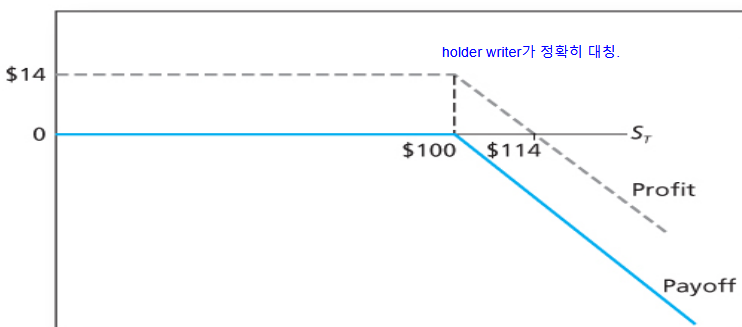 holder writer가 정확히 대칭.
$14
0
$100 $114
S_T
Profit
Payoff